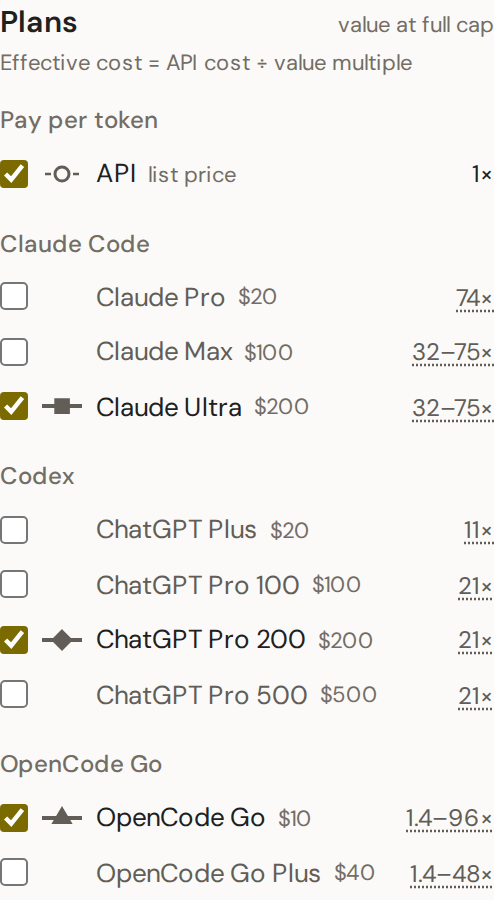 Plans value at full cap
Effective cost = API cost ÷ value multiple
Pay per token
API list price 1×
Claude Code
Claude Pro $20 74×
Claude Max $100 32–75×
Claude Ultra $200 32–75×
Codex
ChatGPT Plus $20 11×
ChatGPT Pro 100 $100 21×
ChatGPT Pro 200 $200 21×
ChatGPT Pro 500 $500 21×
OpenCode Go
OpenCode Go $10 1.4–96×
OpenCode Go Plus $40 1.4–48×